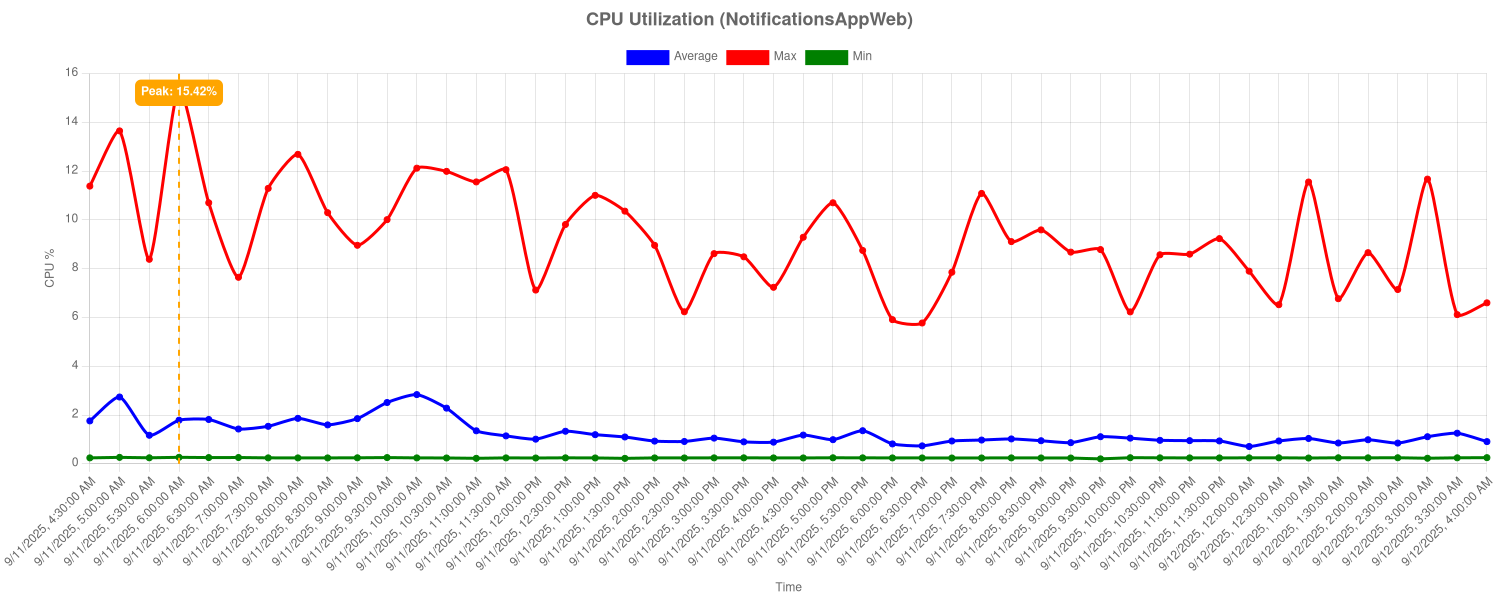 CPU Utilization (NotificationsAppWeb)
Average Max Min
Peak: 15.42%
CPU %
16
14
12
10
8
6
4
2
0
9/11/2025, 4:30:00 AM
9/11/2025, 5:00:00 AM
9/11/2025, 5:30:00 AM
9/11/2025, 6:00:00 AM
9/11/2025, 6:30:00 AM
9/11/2025, 7:00:00 AM
9/11/2025, 7:30:00 AM
9/11/2025, 8:00:00 AM
9/11/2025, 8:30:00 AM
9/11/2025, 9:00:00 AM
9/11/2025, 9:30:00 AM
9/11/2025, 10:00:00 AM
9/11/2025, 10:30:00 AM
9/11/2025, 11:00:00 AM
9/11/2025, 11:30:00 AM
9/11/2025, 12:00:00 PM
9/11/2025, 12:30:00 PM
9/11/2025, 1:00:00 PM
9/11/2025, 1:30:00 PM
9/11/2025, 2:00:00 PM
9/11/2025, 2:30:00 PM
9/11/2025, 3:00:00 PM
9/11/2025, 3:30:00 PM
9/11/2025, 4:00:00 PM
9/11/2025, 4:30:00 PM
9/11/2025, 5:00:00 PM
9/11/2025, 5:30:00 PM
9/11/2025, 6:00:00 PM
9/11/2025, 6:30:00 PM
9/11/2025, 7:00:00 PM
9/11/2025, 7:30:00 PM
9/11/2025, 8:00:00 PM
9/11/2025, 8:30:00 PM
9/11/2025, 9:00:00 PM
9/11/2025, 9:30:00 PM
9/11/2025, 10:00:00 PM
9/11/2025, 10:30:00 PM
9/11/2025, 11:00:00 PM
9/11/2025, 11:30:00 PM
9/12/2025, 12:00:00 AM
9/12/2025, 12:30:00 AM
9/12/2025, 1:00:00 AM
9/12/2025, 1:30:00 AM
9/12/2025, 2:00:00 AM
9/12/2025, 2:30:00 AM
9/12/2025, 3:00:00 AM
9/12/2025, 3:30:00 AM
9/12/2025, 4:00:00 AM
Time